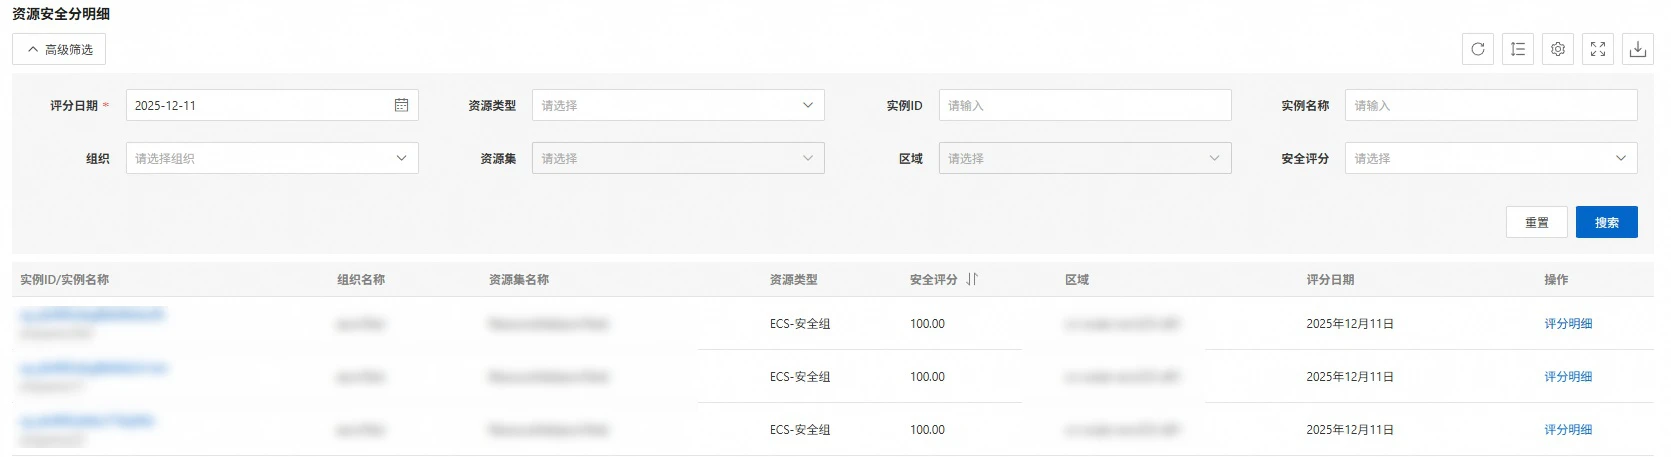 资源安全分明细
高级筛选
评分日期 * 2025-12-11 资源类型 请选择 实例ID 请输入 实例名称 请输入
组织 请选择组织 资源集 请选择 区域 请选择 安全评分 请选择
重置 搜索
实例ID/实例名称 组织名称 资源集名称 资源类型 安全评分 区域 评分日期 操作
ECS-安全组 100.00 2025年12月11日 评分明细
ECS-安全组 100.00 2025年12月11日 评分明细
ECS-安全组 100.00 2025年12月11日 评分明细